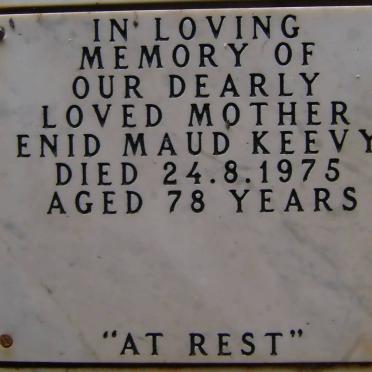 IN LOVING
MEMORY OF
OUR DEARLY
LOVED MOTHER
ENID MAUD KEEVY
DIED 24.8.1975
AGED 78 YEARS
"AT REST"